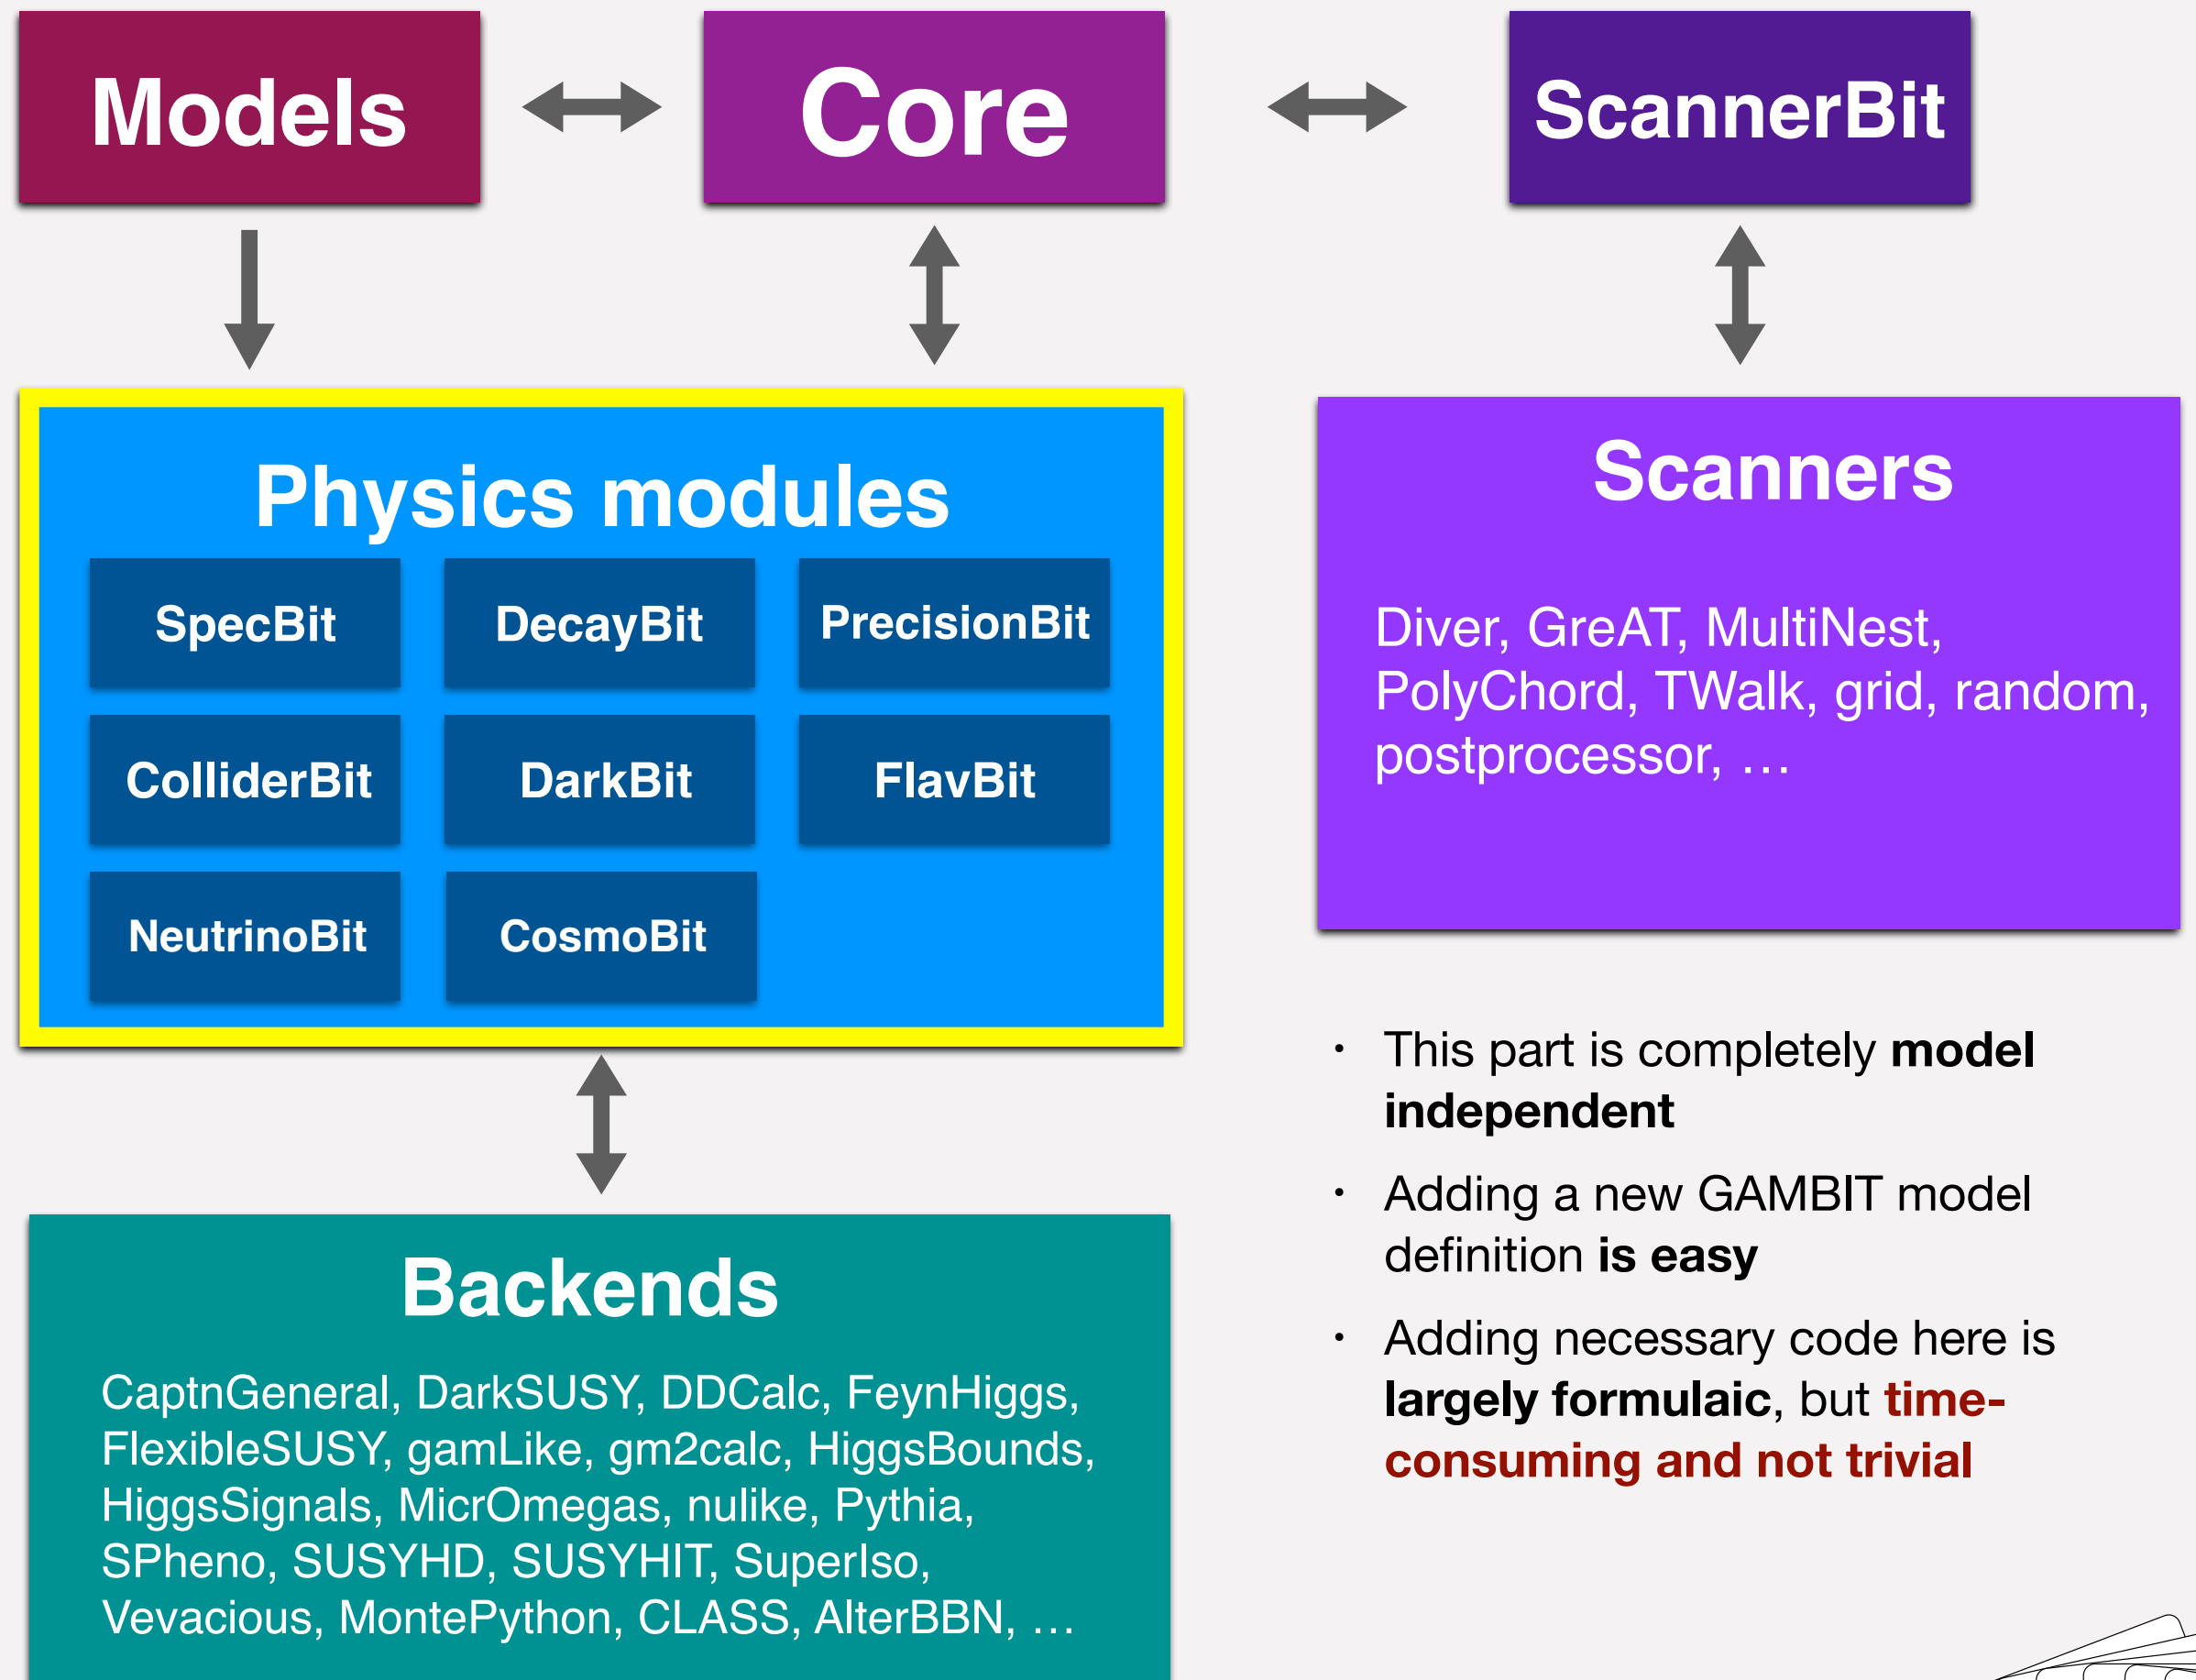 Models
Core
ScannerBit
Physics modules
SpecBit
DecayBit
PrecisionBit
ColliderBit
DarkBit
FlavBit
NeutrinoBit
CosmoBit
Scanners
Diver, GreAT, MultiNest,
PolyChord, TWalk, grid, random,
postprocessor, …
Backends
CaptnGeneral, DarkSUSY, DDCalc, FeynHiggs,
FlexibleSUSY, gamLike, gm2calc, HiggsBounds,
HiggsSignals, MicrOmegas, nulike, Pythia,
SPheno, SUSYHD, SUSYHIT, SuperIso,
Vevacious, MontePython, CLASS, AlterBBN, …
• This part is completely model
independent
• Adding a new GAMBIT model
definition is easy
• Adding necessary code here is
largely formulaic, but time-
consuming and not trivial